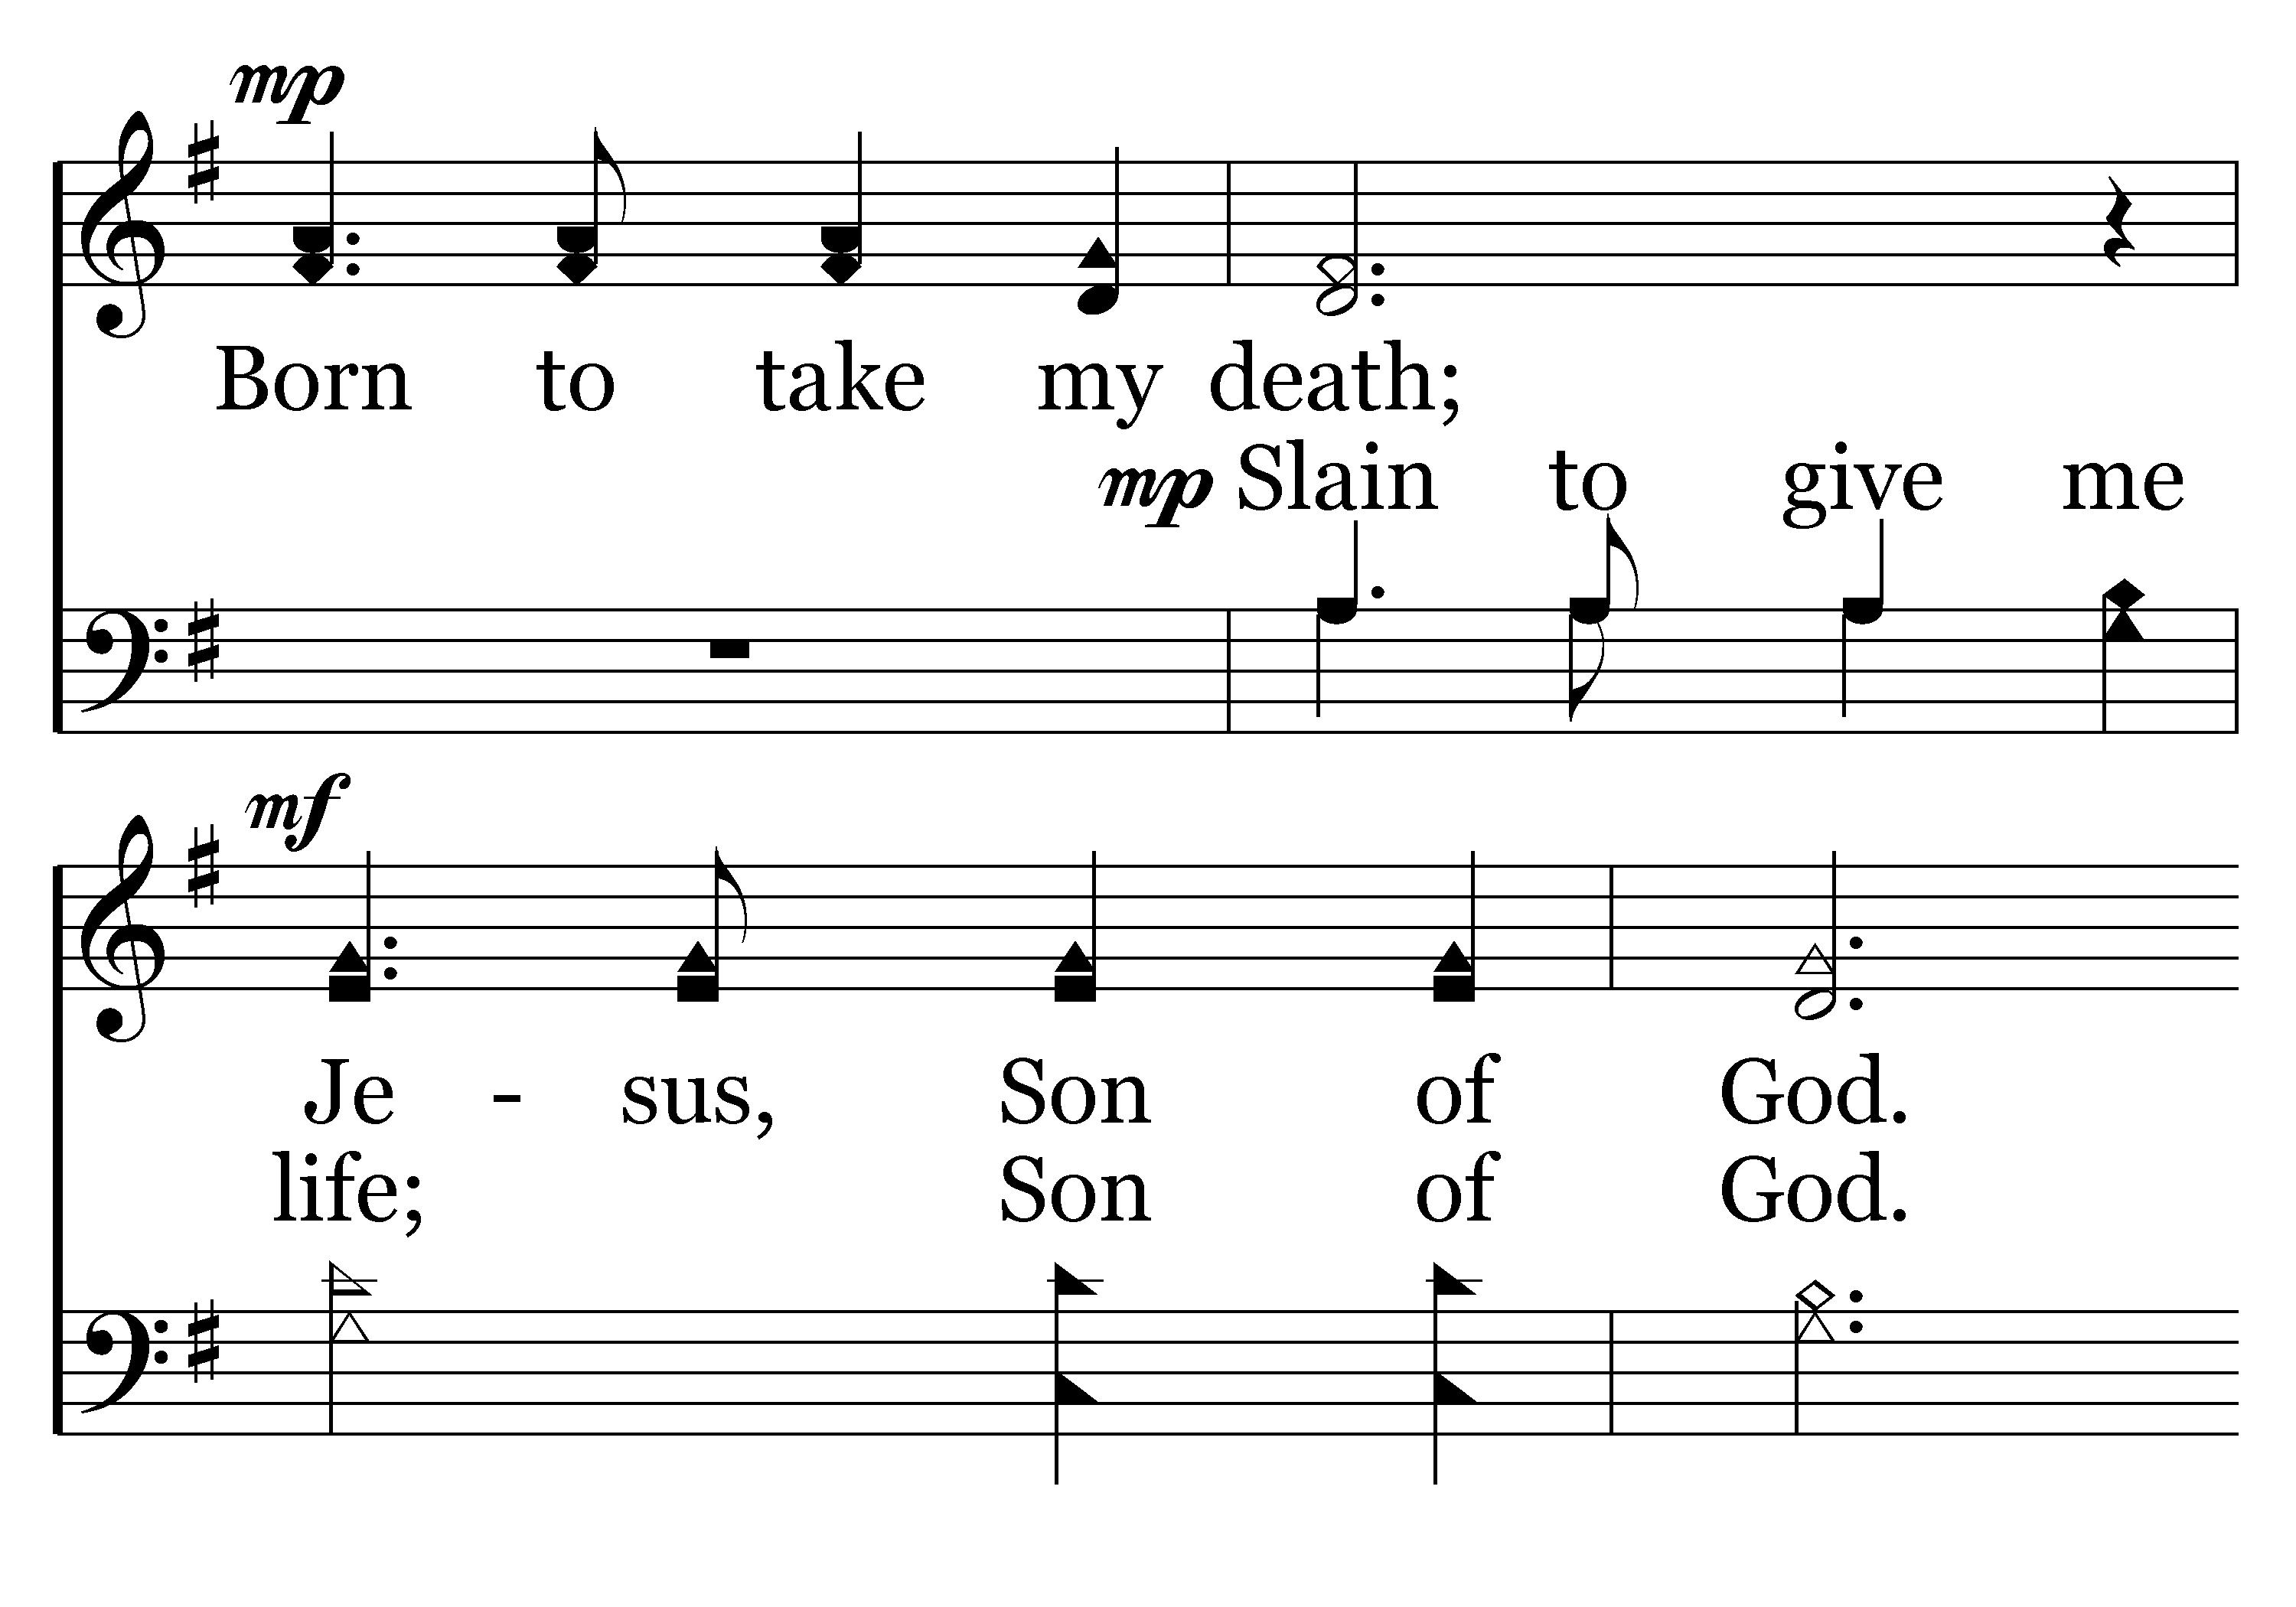 mp
Born to take my death;
mp Slain to give me
mf
Je - sus, Son of God.
life; Son of God.